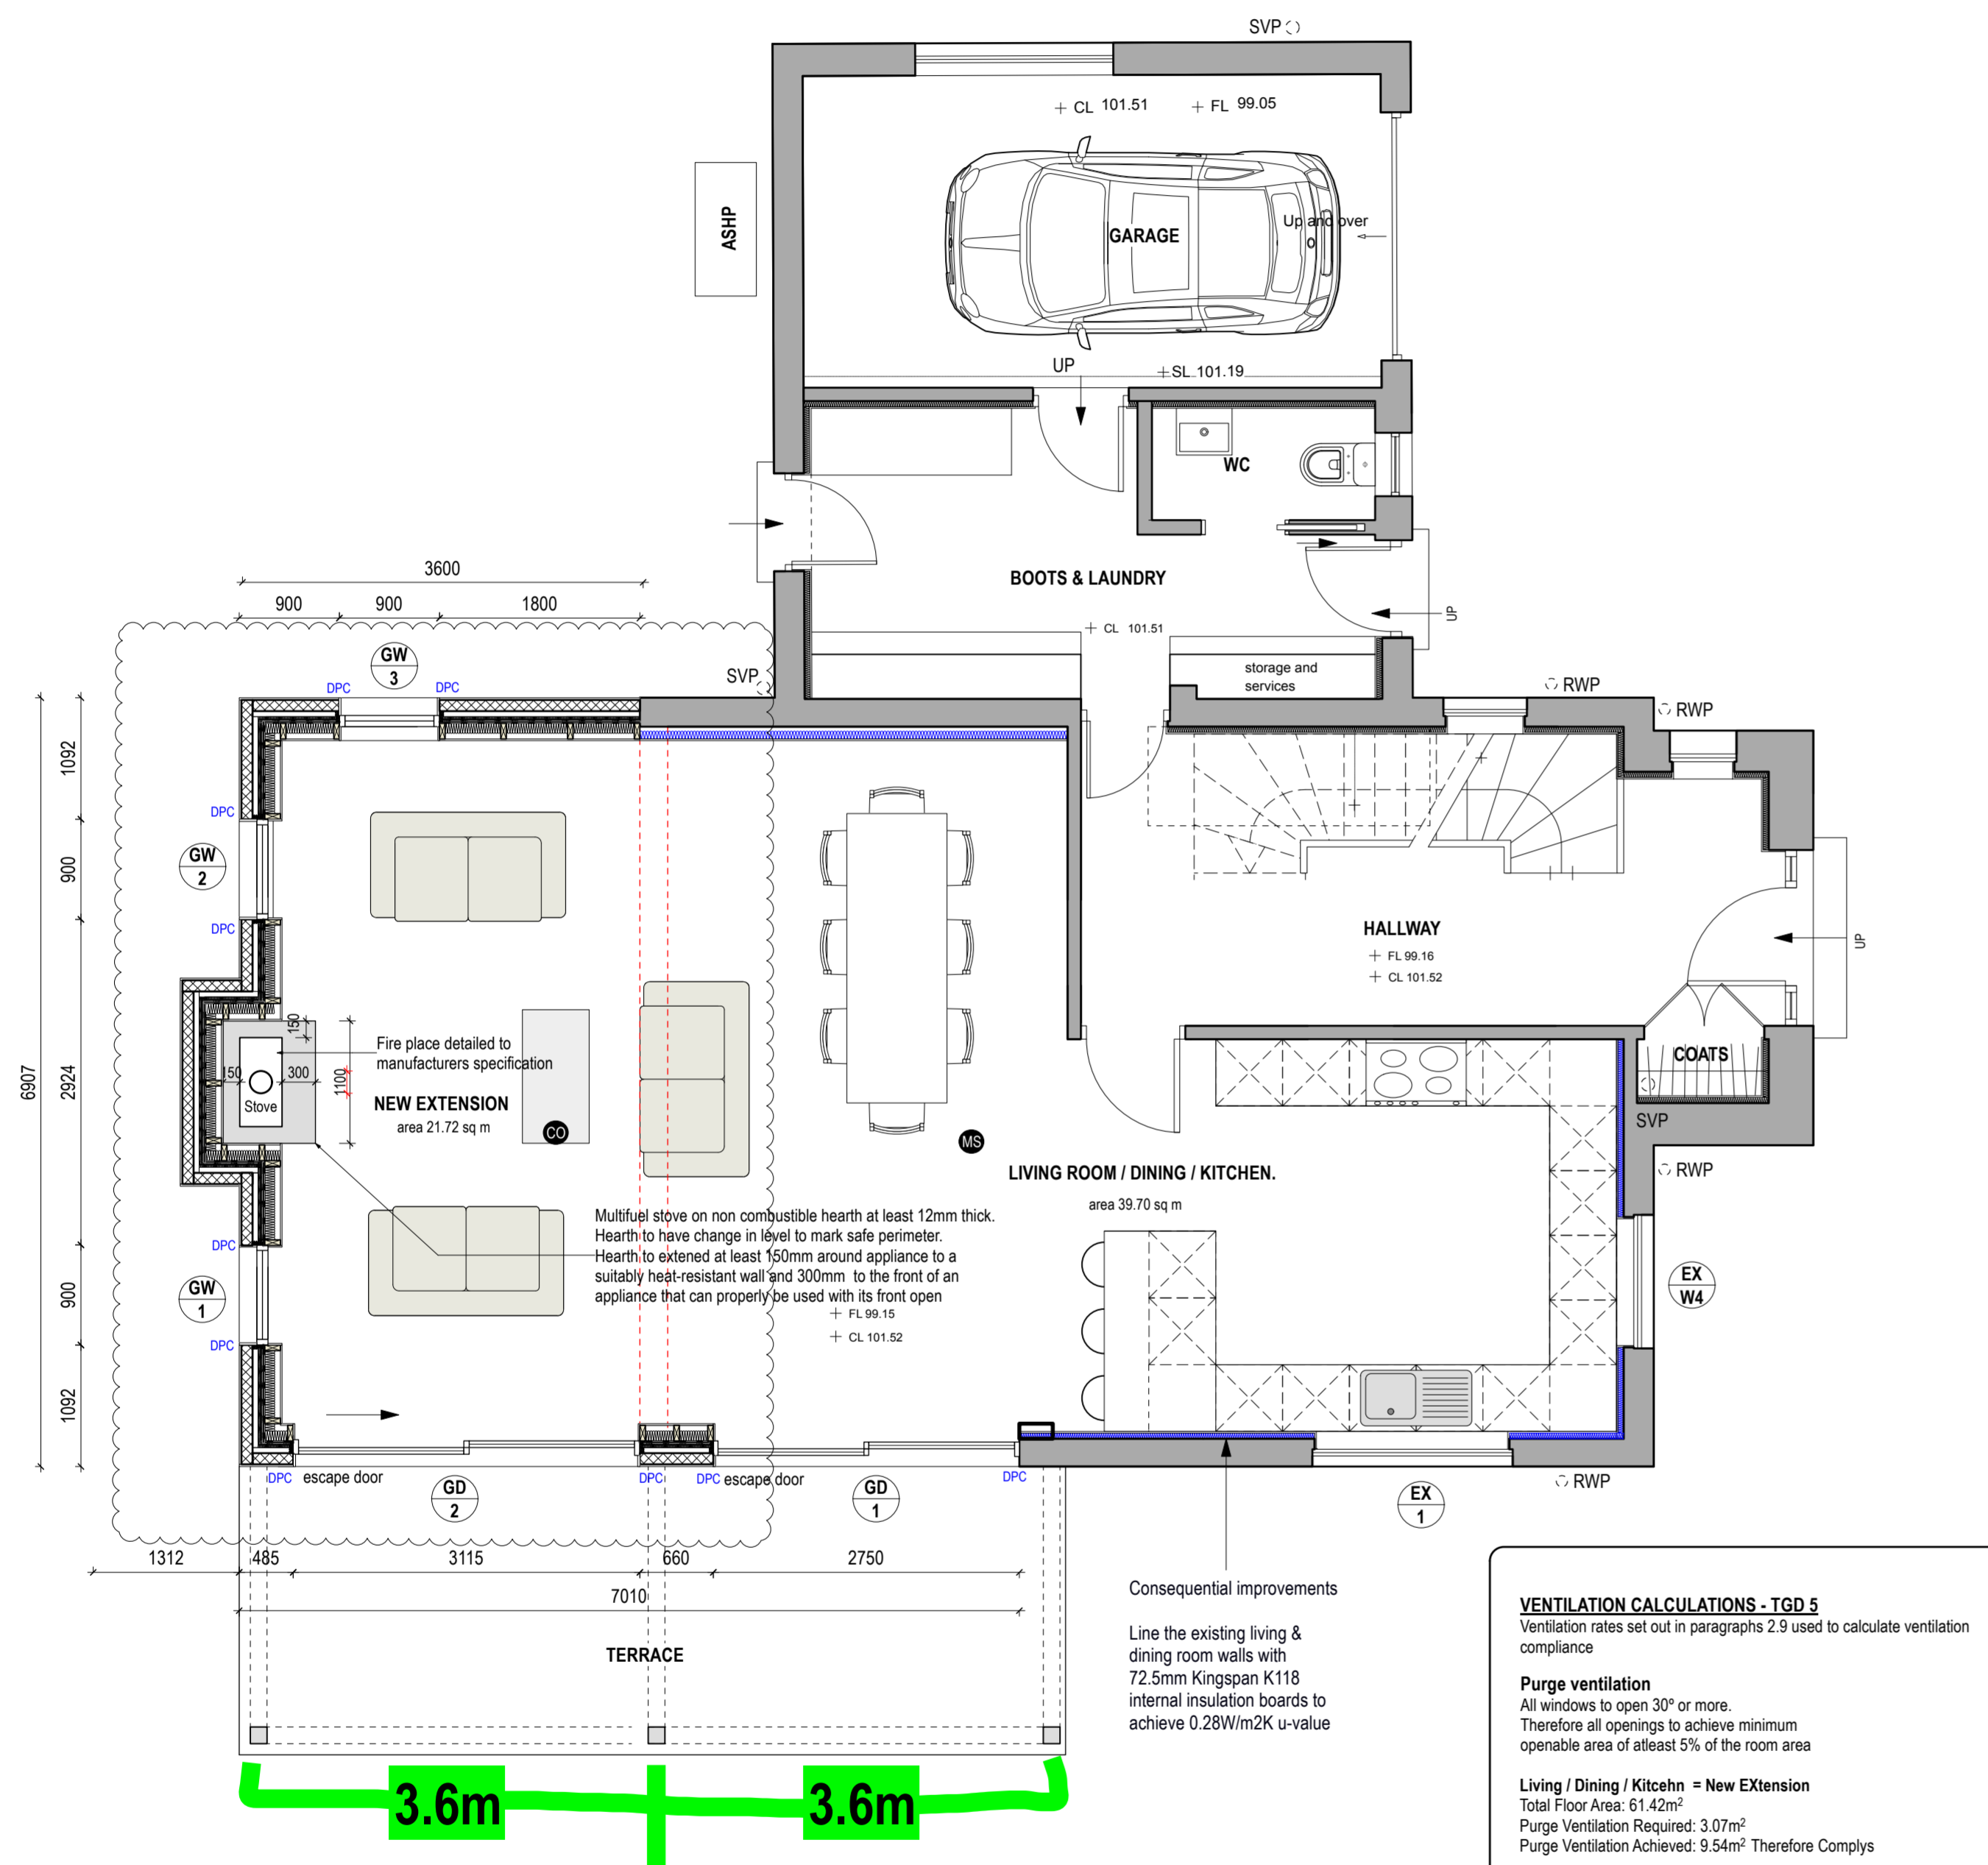 SVP
CL 101.51
FL 99.05
ASHP
GARAGE
Up and over
UP
SL 101.19
WC
BOOTS & LAUNDRY
CL 101.51
UP
storage and
services
RWP
RWP
SVP
3600
900
900
1800
GW
3
DPC
DPC
1092
900
2924
900
1092
6907
DPC
GW
2
DPC
HALLWAY
FL 99.16
CL 101.52
UP
COATS
SVP
RWP
Fire place detailed to
manufacturers specification
150
150
300
1100
Stove
NEW EXTENSION
area 21.72 sq m
CO
MS
LIVING ROOM / DINING / KITCHEN.
area 39.70 sq m
Multifuel stove on non combustible hearth at least 12mm thick.
Hearth to have change in level to mark safe perimeter.
Hearth to extened at least 150mm around appliance to a
suitably heat-resistant wall and 300mm to the front of an
appliance that can properly be used with its front open
FL 99.15
CL 101.52
DPC
GW
1
DPC
EX
W4
DPC
escape door
DPC
DPC
escape door
DPC
GD
2
GD
1
EX
1
RWP
1312
485
3115
660
2750
7010
TERRACE
3.6m
3.6m
Consequential improvements
Line the existing living &
dining room walls with
72.5mm Kingspan K118
internal insulation boards to
achieve 0.28W/m2K u-value
VENTILATION CALCULATIONS - TGD 5
Ventilation rates set out in paragraphs 2.9 used to calculate ventilation
compliance
Purge ventilation
All windows to open 30º or more.
Therefore all openings to achieve minimum
openable area of atleast 5% of the room area
Living / Dining / Kitcehn = New EXtension
Total Floor Area: 61.42m²
Purge Ventilation Required: 3.07m²
Purge Ventilation Achieved: 9.54m² Therefore Complys